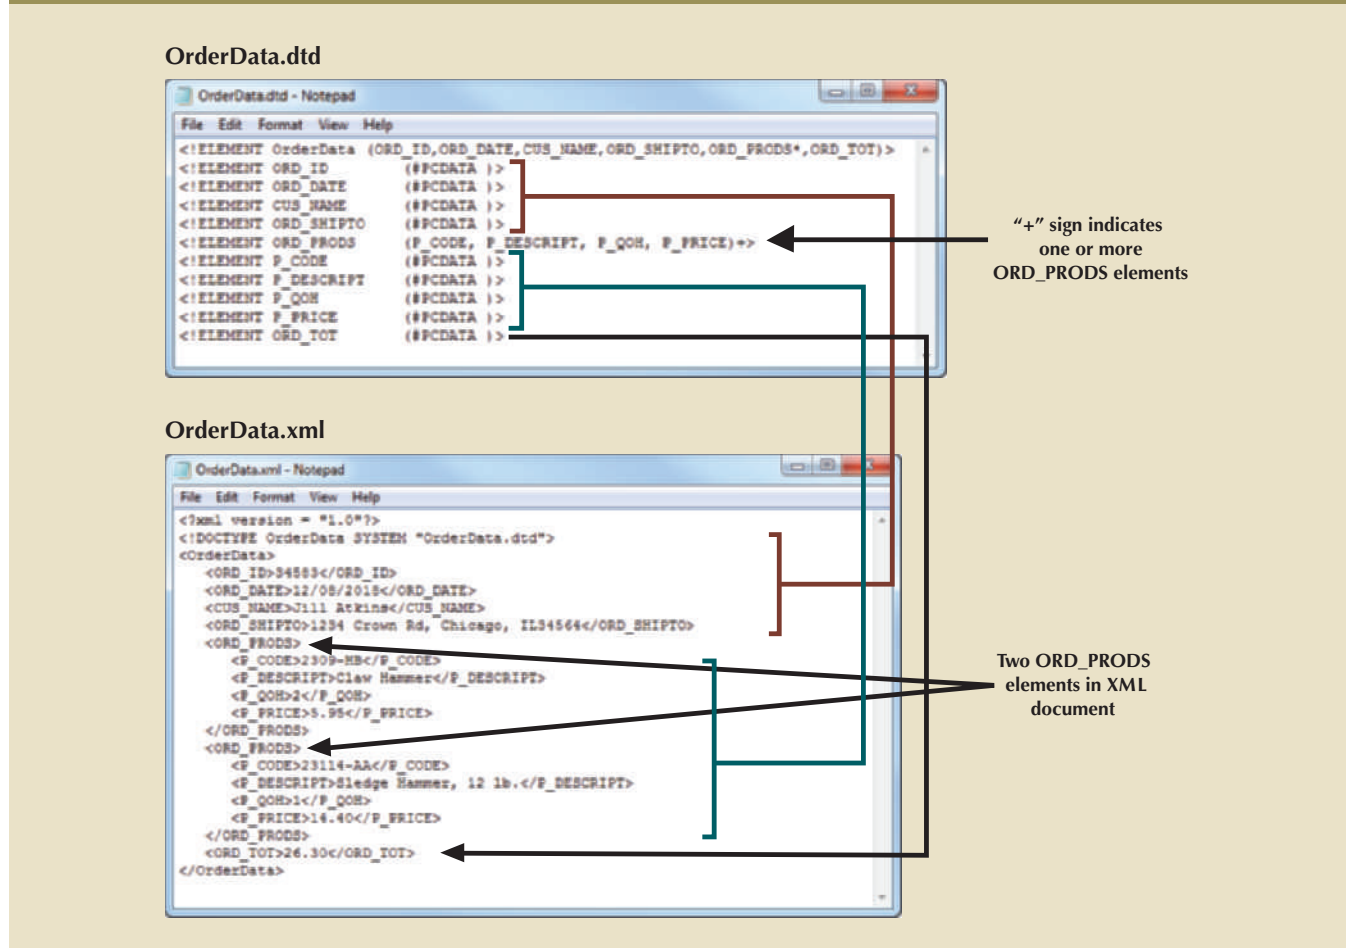 OrderData.dtd
OrderData.dtd - Notepad
File Edit Format View Help
<!ELEMENT OrderData (ORD_ID,ORD_DATE,CUS_NAME,ORD_SHIPTO,ORD_PRODS*,ORD_TOT)>
<!ELEMENT ORD_ID (#PCDATA )>
<!ELEMENT ORD_DATE (#PCDATA )>
<!ELEMENT CUS_NAME (#PCDATA )>
<!ELEMENT ORD_SHIPTO (#PCDATA )>
<!ELEMENT ORD_PRODS (P_CODE, P_DESCRIPT, P_QOH, P_PRICE)+>
<!ELEMENT P_CODE (#PCDATA )>
<!ELEMENT P_DESCRIPT (#PCDATA )>
<!ELEMENT P_QOH (#PCDATA )>
<!ELEMENT P_PRICE (#PCDATA )>
<!ELEMENT ORD_TOT (#PCDATA )>
“+” sign indicates
one or more
ORD_PRODS elements
OrderData.xml
OrderData.xml - Notepad
File Edit Format View Help
<?xml version = "1.0"?>
<!DOCTYPE OrderData SYSTEM "OrderData.dtd">
<OrderData>
<ORD_ID>34583</ORD_ID>
<ORD_DATE>12/08/2018</ORD_DATE>
<CUS_NAME>Jill Atkins</CUS_NAME>
<ORD_SHIPTO>1234 Crown Rd, Chicago, IL34564</ORD_SHIPTO>
<ORD_PRODS>
<P_CODE>2309-HB</P_CODE>
<P_DESCRIPT>Claw Hammer</P_DESCRIPT>
<P_QOH>2</P_QOH>
<P_PRICE>5.95</P_PRICE>
</ORD_PRODS>
<ORD_PRODS>
<P_CODE>23114-AA</P_CODE>
<P_DESCRIPT>Sledge Hammer, 12 lb.</P_DESCRIPT>
<P_QOH>1</P_QOH>
<P_PRICE>14.40</P_PRICE>
</ORD_PRODS>
<ORD_TOT>26.30</ORD_TOT>
</OrderData>
Two ORD_PRODS
elements in XML
document